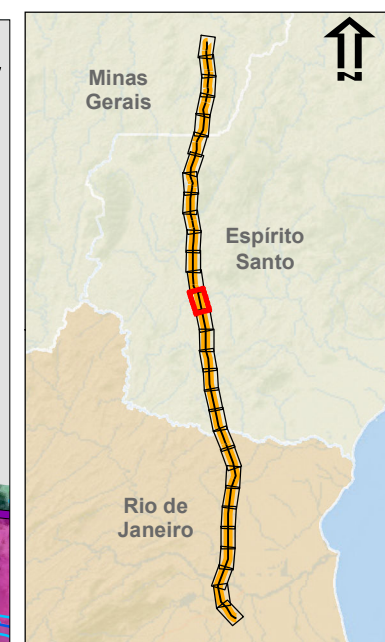 N
Minas
Gerais
Espírito
Santo
Rio de
Janeiro